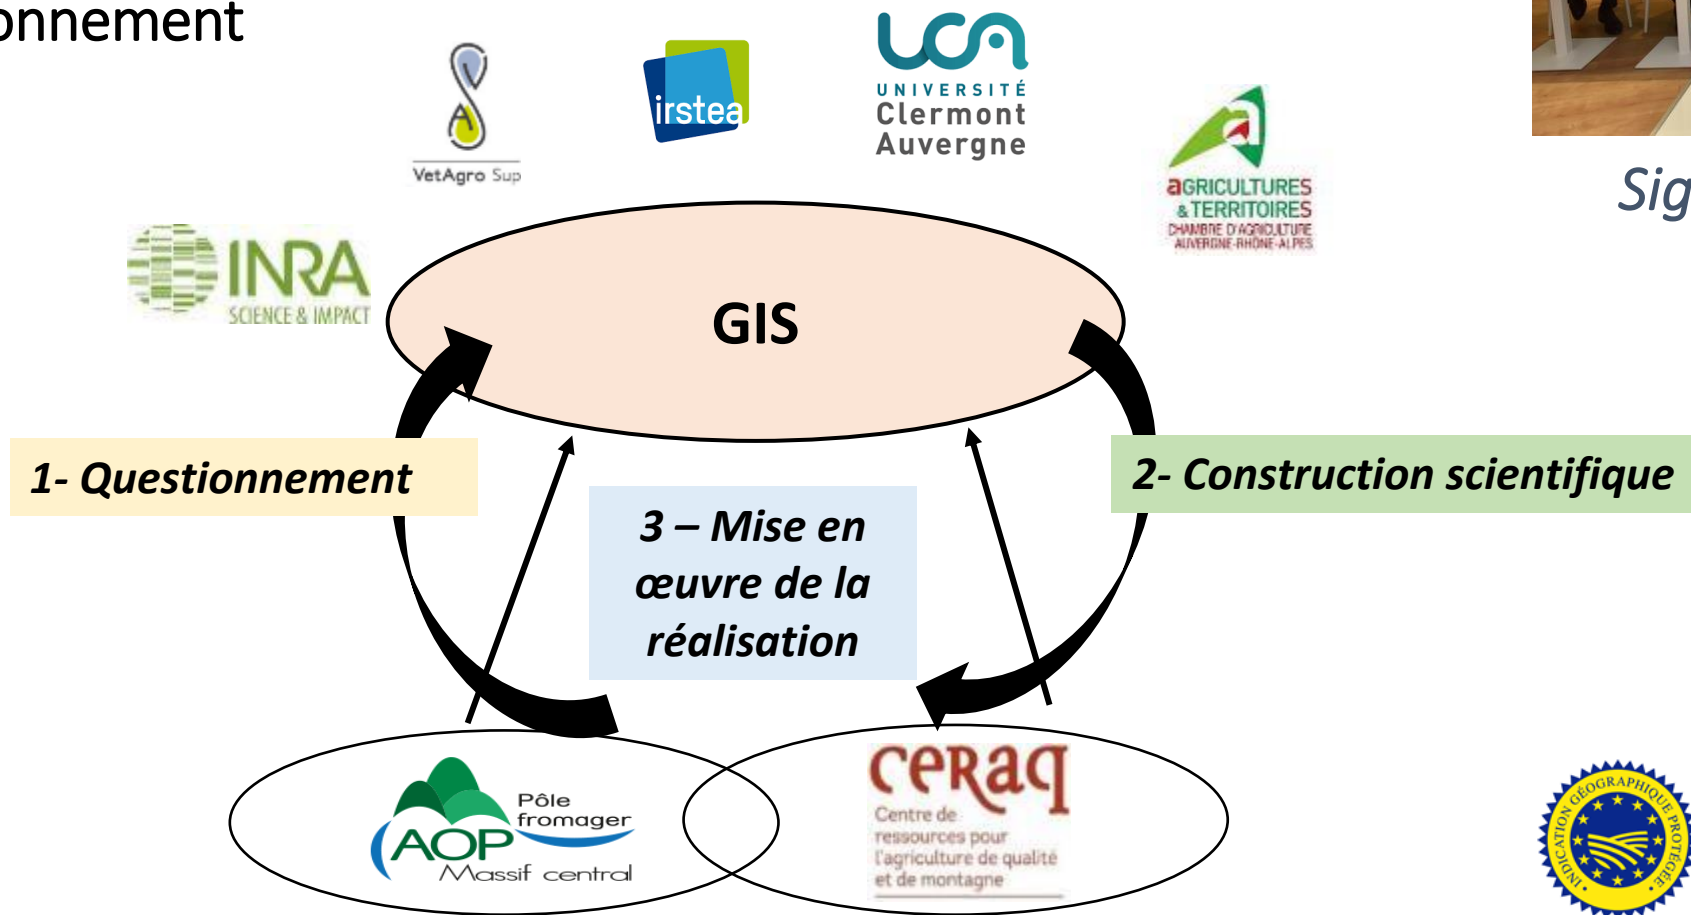 onnement
VetAgro Sup
irstea
UCA
UNIVERSITÉ
Clermont
Auvergne
aGRICULTURES
& TERRITOIRES
CHAMBRE D'AGRICULTURE
AUVERGNE-RHÔNE-ALPES
Sig
INRA
SCIENCE & IMPACT
GIS
1- Questionnement
2- Construction scientifique
3 – Mise en
œuvre de la
réalisation
Pôle
fromager
AOP
Massif central
ceraq
Centre de
ressources pour
l'agriculture de qualité
et de montagne
INDICATION GÉOGRAPHIQUE PROTÉGÉE